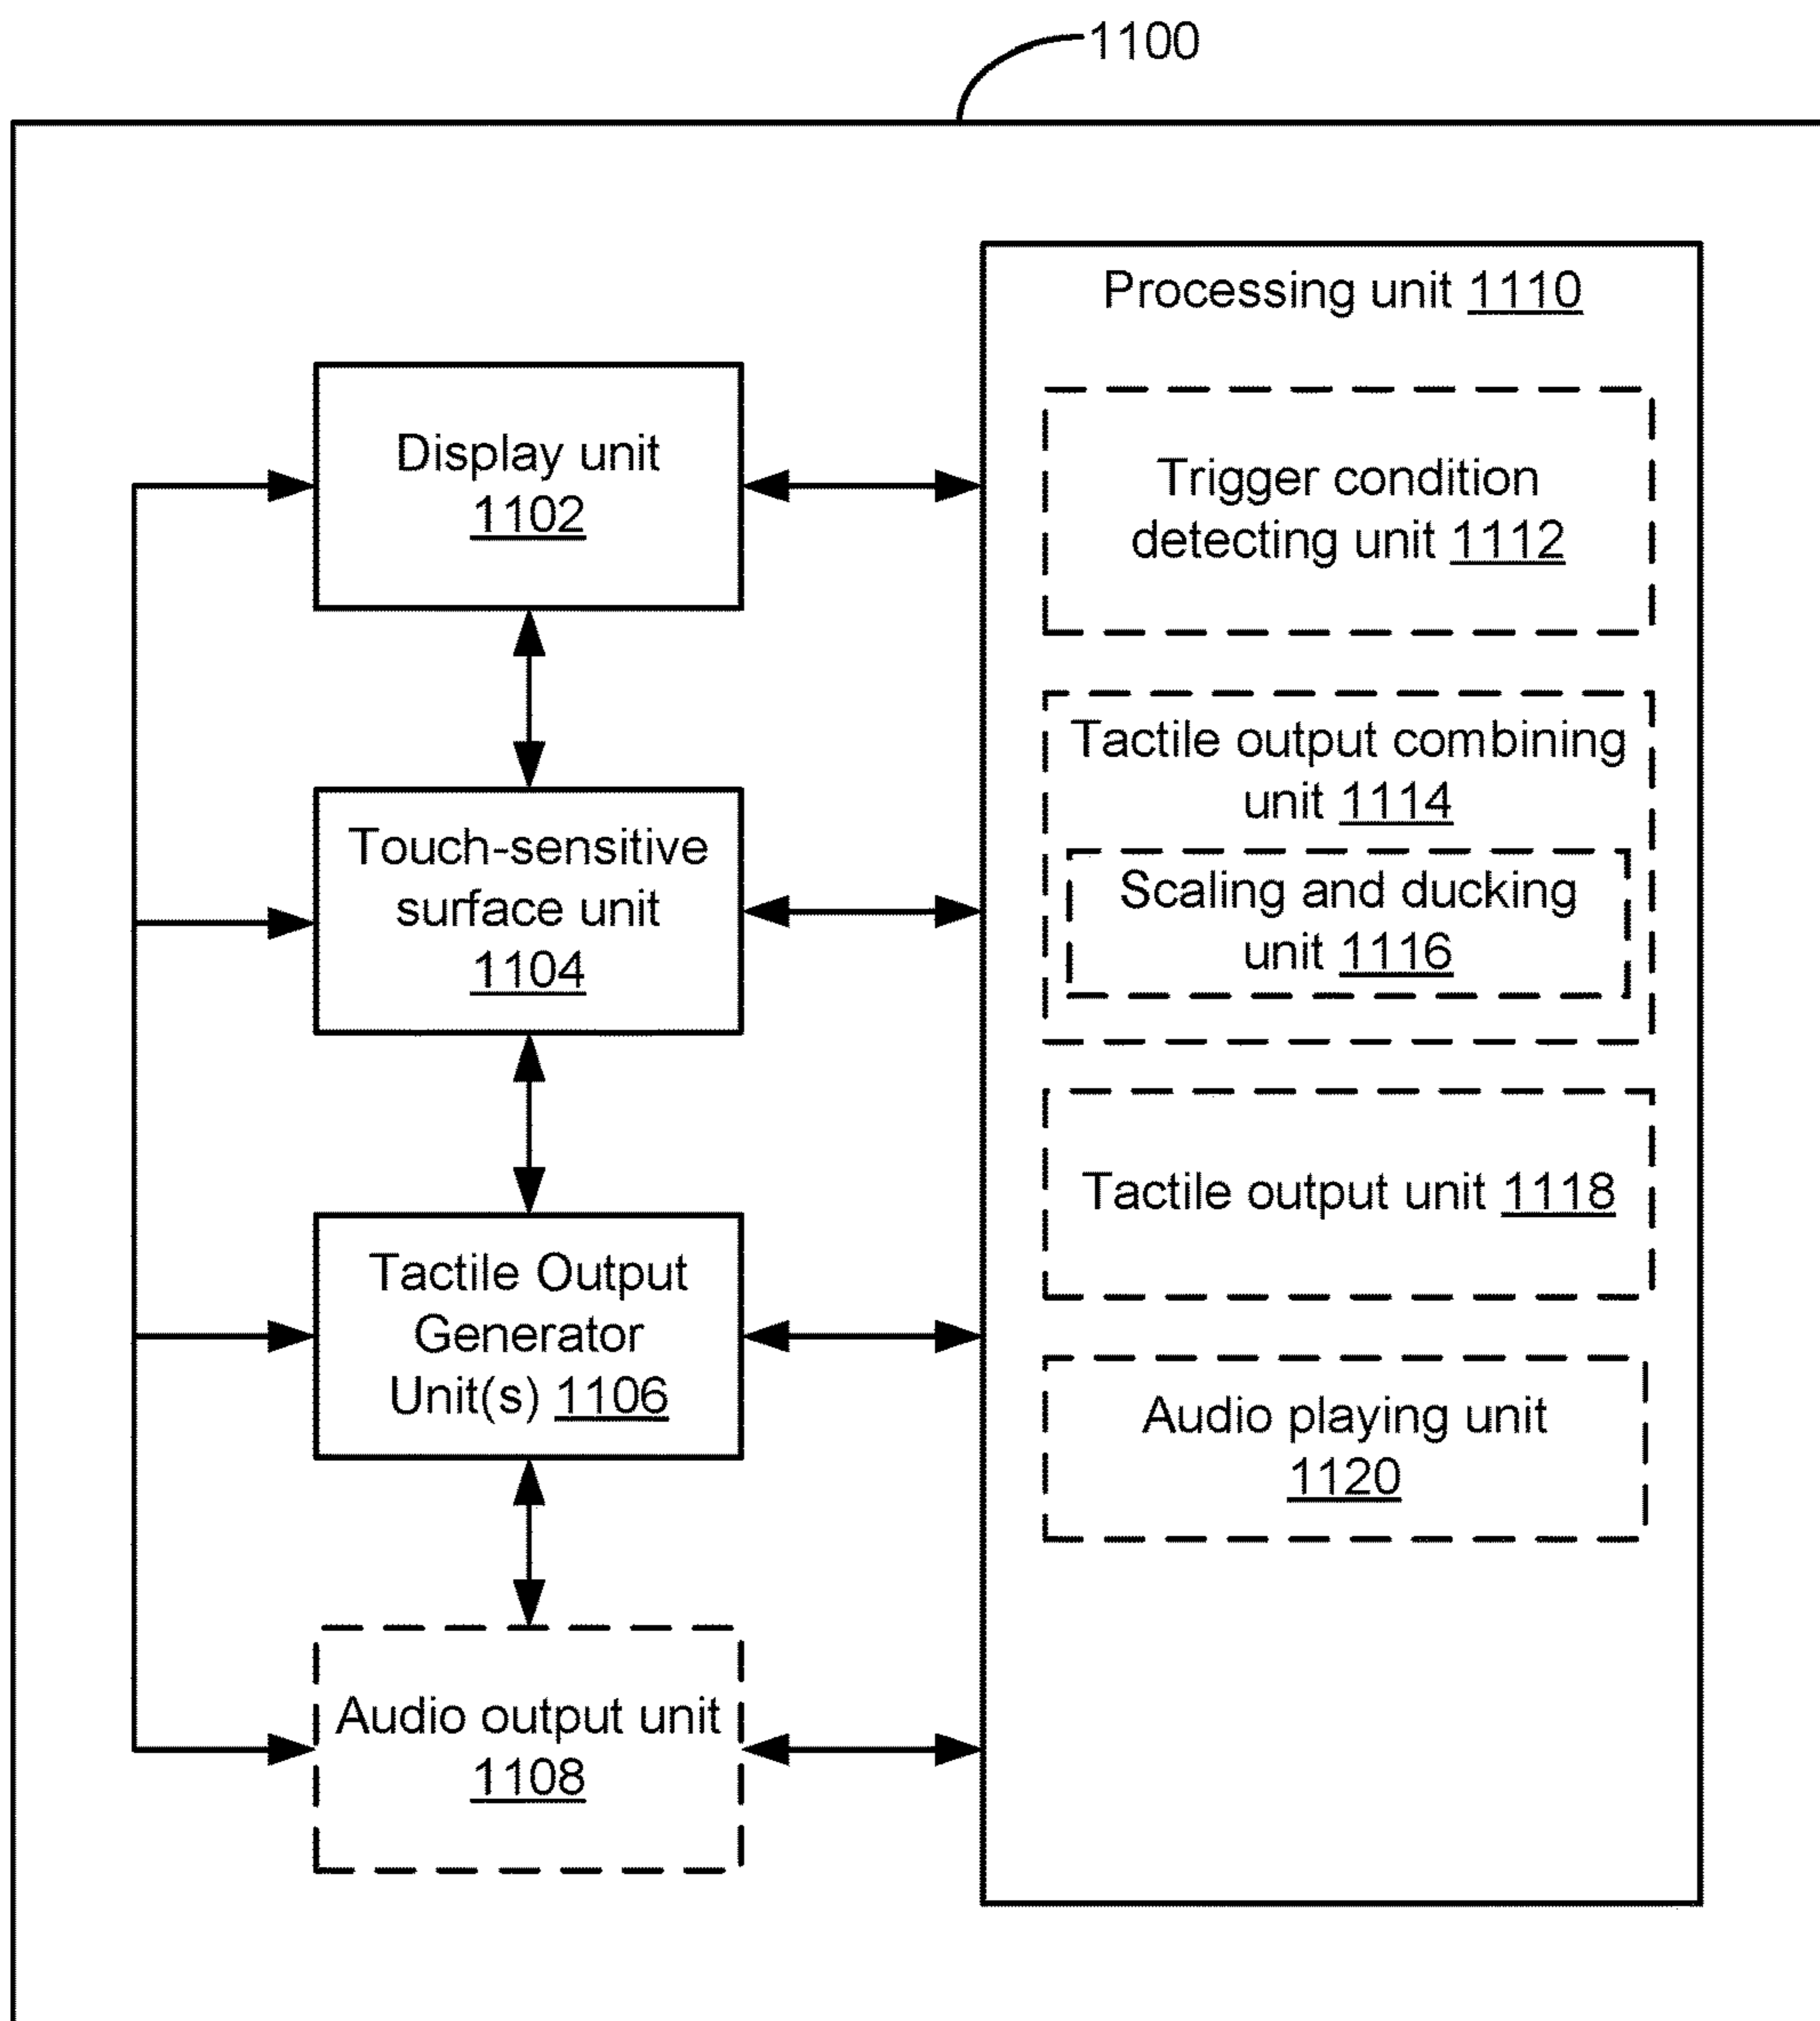 1100
Processing unit 1110
Display unit
1102
Trigger condition
detecting unit 1112
Tactile output combining
unit 1114
Touch-sensitive
surface unit
1104
Scaling and ducking
unit 1116
Tactile output unit 1118
Tactile Output
Generator
Unit(s) 1106
Audio playing unit
1120
Audio output unit
1108